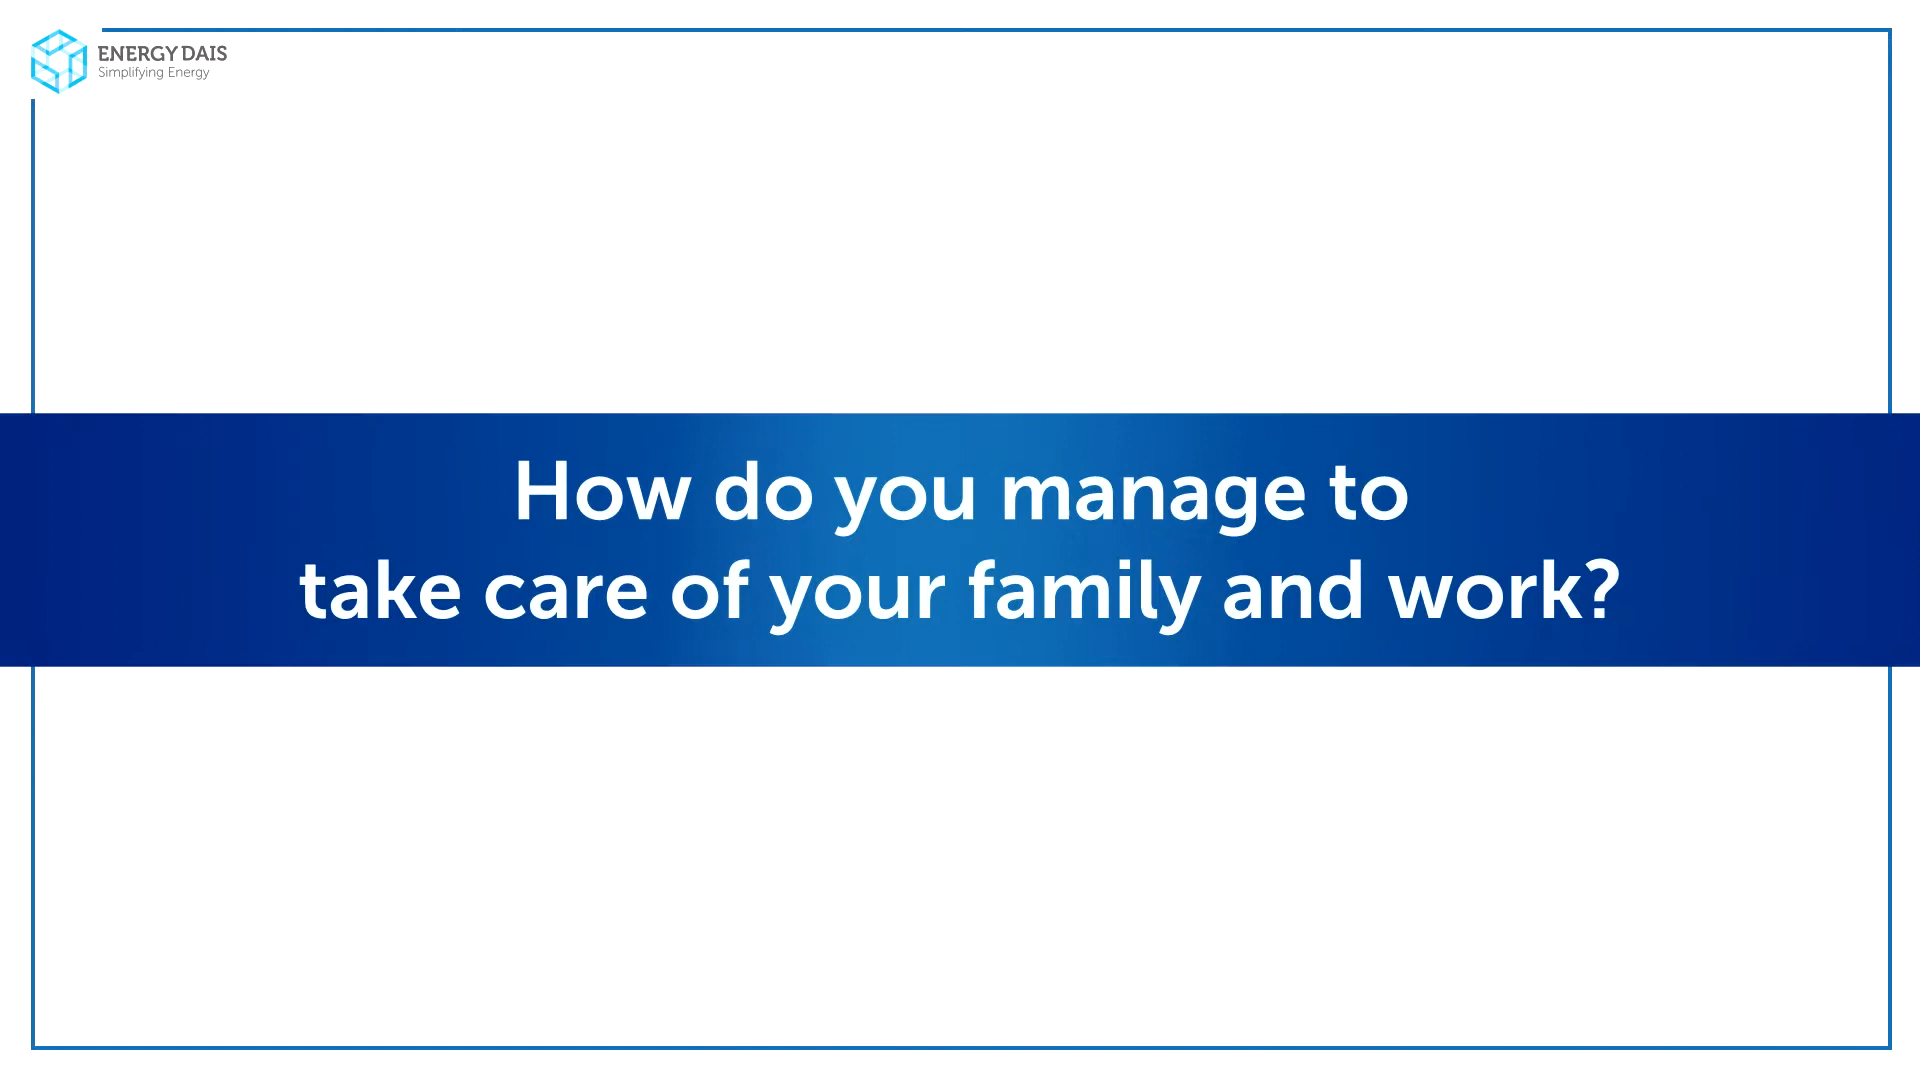 ENERGY DAIS
Simplifying Energy
How do you manage to
take care of your family and work?